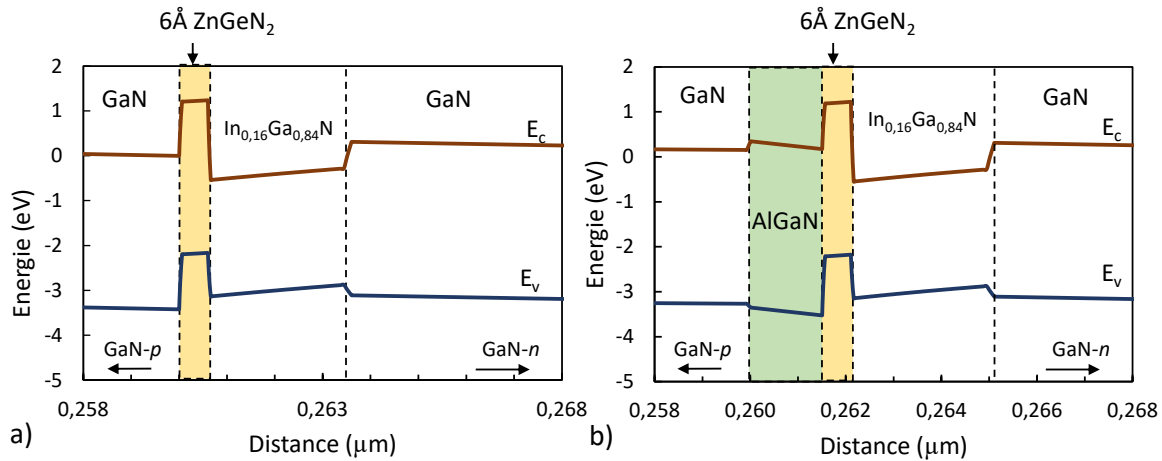 6Å ZnGeN2
2
1
0
-1
-2
-3
-4
-5
Energie (eV)
GaN
In0,16Ga0,84N
GaN
Ec
Ev
GaN-p
GaN-n
0,258
0,263
0,268
Distance (μm)
a)
6Å ZnGeN2
2
1
0
-1
-2
-3
-4
-5
Energie (eV)
GaN
In0,16Ga0,84N
GaN
Ec
AlGaN
Ev
GaN-p
GaN-n
0,258
0,260
0,262
0,264
0,266
0,268
Distance (μm)
b)